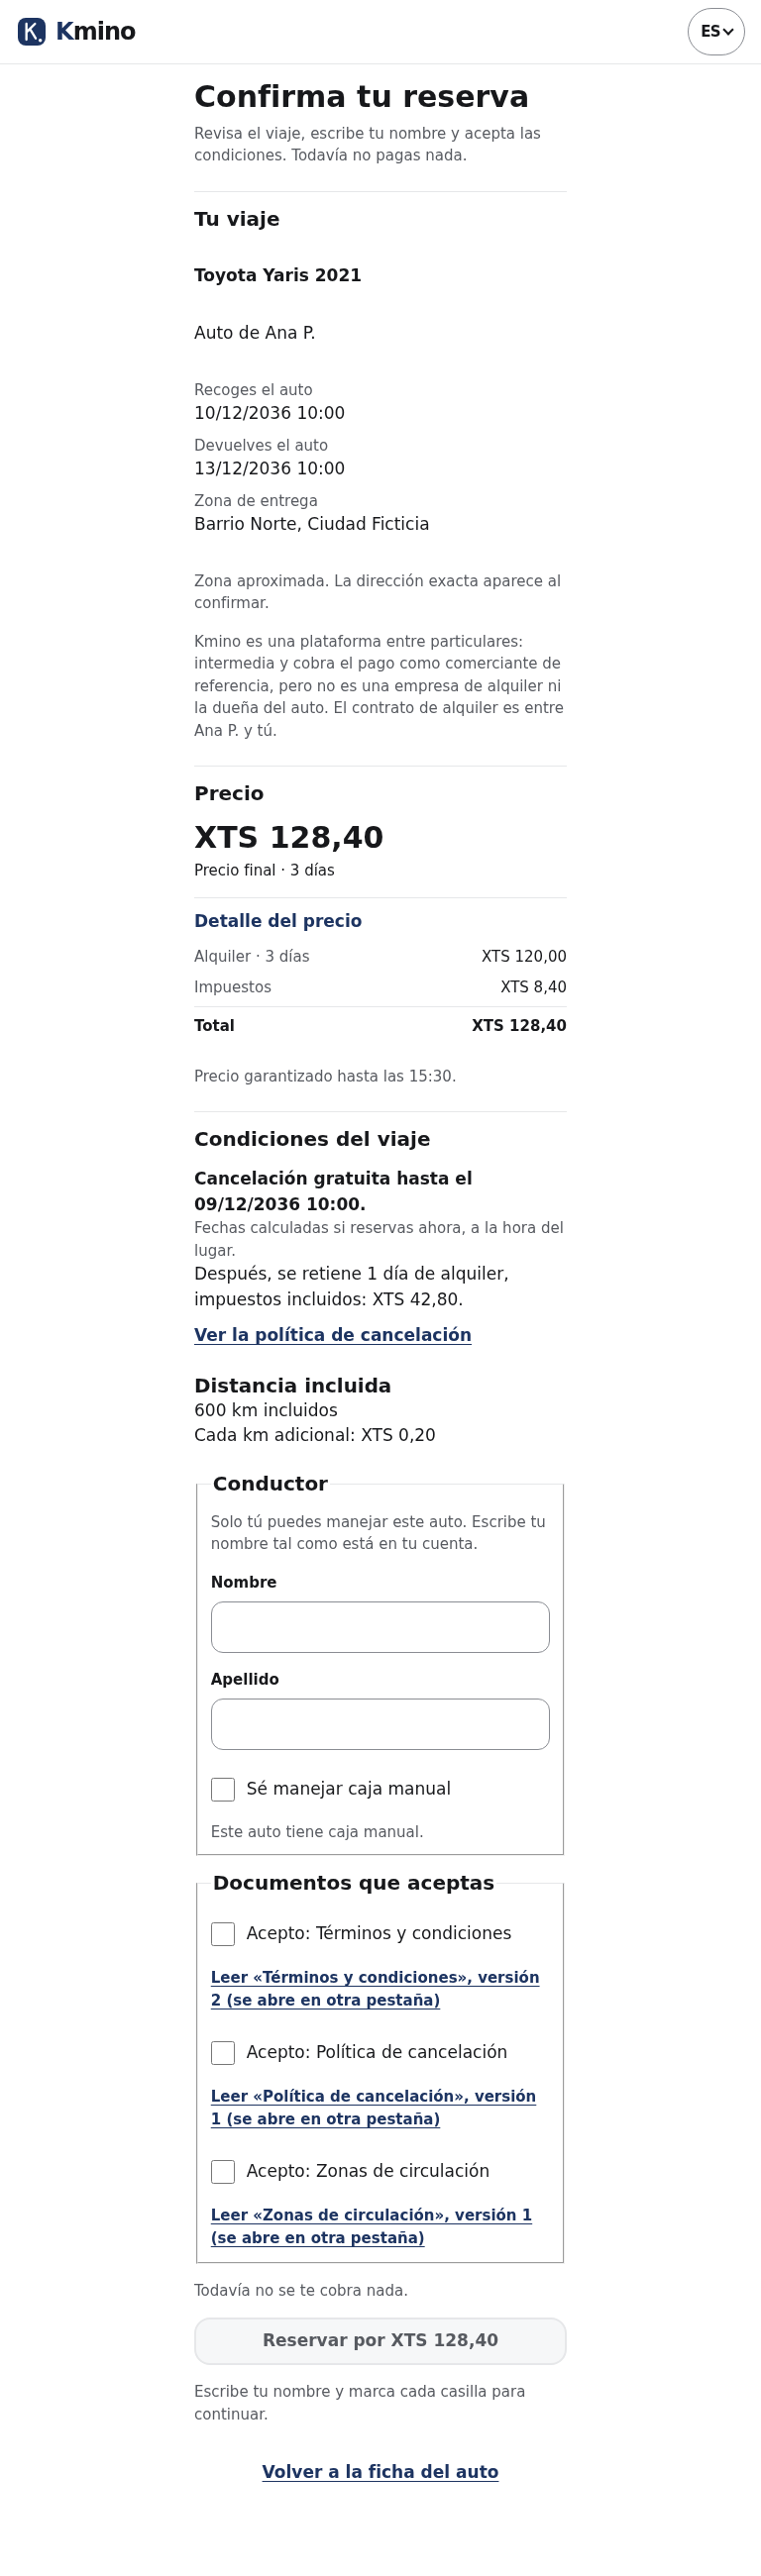 Kmino
ES
Confirma tu reserva
Revisa el viaje, escribe tu nombre y acepta las
condiciones. Todavía no pagas nada.
Tu viaje
Toyota Yaris 2021
Auto de Ana P.
Recoges el auto
10/12/2036 10:00
Devuelves el auto
13/12/2036 10:00
Zona de entrega
Barrio Norte, Ciudad Ficticia
Zona aproximada. La dirección exacta aparece al
confirmar.
Kmino es una plataforma entre particulares:
intermedia y cobra el pago como comerciante de
referencia, pero no es una empresa de alquiler ni
la dueña del auto. El contrato de alquiler es entre
Ana P. y tú.
Precio
XTS 128,40
Precio final · 3 días
Detalle del precio
Alquiler · 3 días XTS 120,00
Impuestos XTS 8,40
Total XTS 128,40
Precio garantizado hasta las 15:30.
Condiciones del viaje
Cancelación gratuita hasta el
09/12/2036 10:00.
Fechas calculadas si reservas ahora, a la hora del
lugar.
Después, se retiene 1 día de alquiler,
impuestos incluidos: XTS 42,80.
Ver la política de cancelación
Distancia incluida
600 km incluidos
Cada km adicional: XTS 0,20
Conductor
Solo tú puedes manejar este auto. Escribe tu
nombre tal como está en tu cuenta.
Nombre
Apellido
Sé manejar caja manual
Este auto tiene caja manual.
Documentos que aceptas
Acepto: Términos y condiciones
Leer «Términos y condiciones», versión
2 (se abre en otra pestaña)
Acepto: Política de cancelación
Leer «Política de cancelación», versión
1 (se abre en otra pestaña)
Acepto: Zonas de circulación
Leer «Zonas de circulación», versión 1
(se abre en otra pestaña)
Todavía no se te cobra nada.
Reservar por XTS 128,40
Escribe tu nombre y marca cada casilla para
continuar.
Volver a la ficha del auto